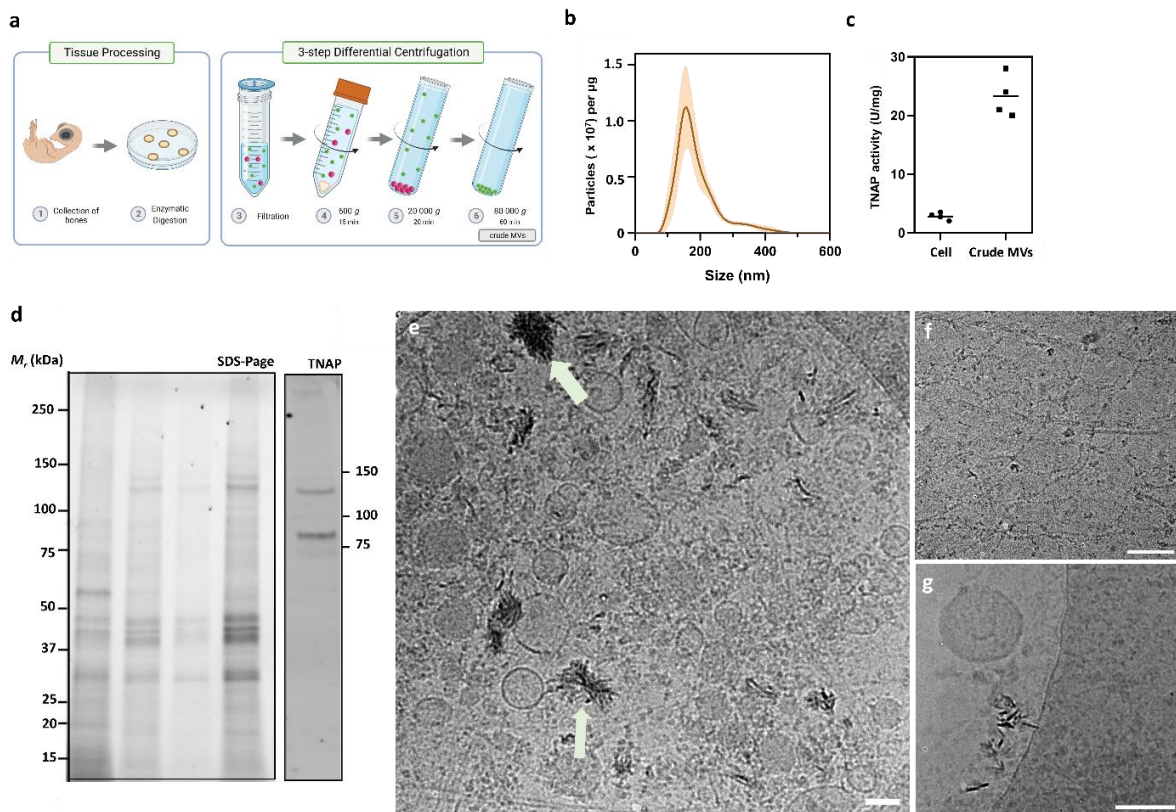 a
Tissue Processing
3-step Differential Centrifugation
1 Collection of bones
2 Enzymatic Digestion
3 Filtration
4 500 g 15 min
5 20 000 g 20 min
6 80 000 g 60 min
crude MVs
b
Particles ( x 10⁷) per µg
1.5
1.0
0.5
0
0 200 400 600
Size (nm)
c
TNAP activity (U/mg)
30
20
10
0
Cell Crude MVs
d
Mr (kDa) SDS-Page TNAP
250
150
100
75
50
37
25
20
15
150
100
75
e
f
g